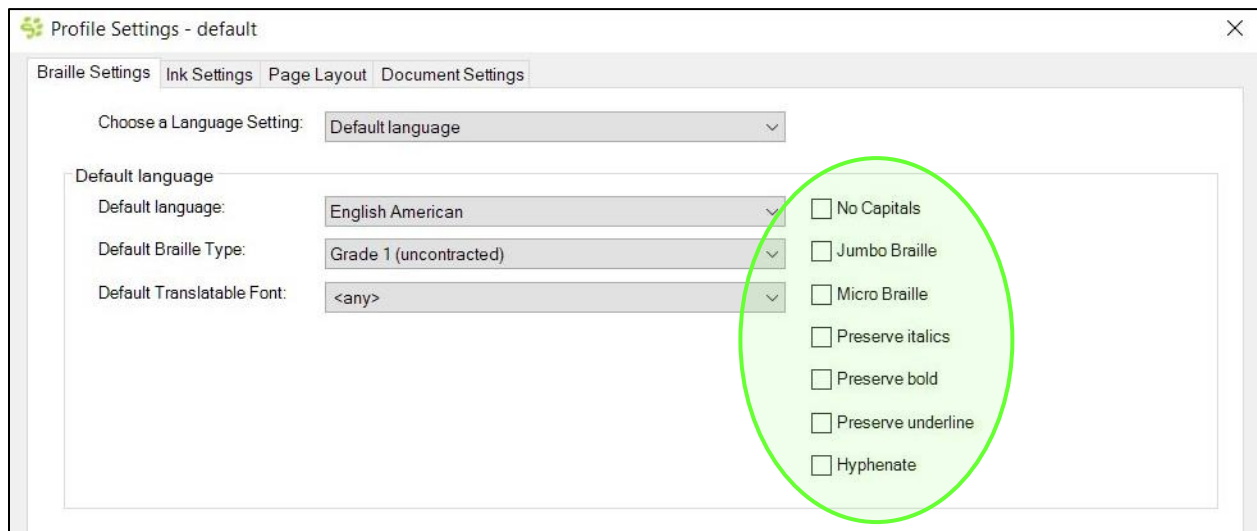 Profile Settings - default
Braille Settings Ink Settings Page Layout Document Settings
Choose a Language Setting: Default language
Default language
Default language: English American No Capitals
Default Braille Type: Grade 1 (uncontracted) Jumbo Braille
Default Translatable Font: <any> Micro Braille
Preserve italics
Preserve bold
Preserve underline
Hyphenate